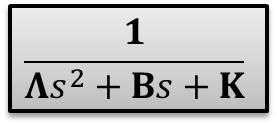 1
𝚲s² + 𝐁s + 𝐊